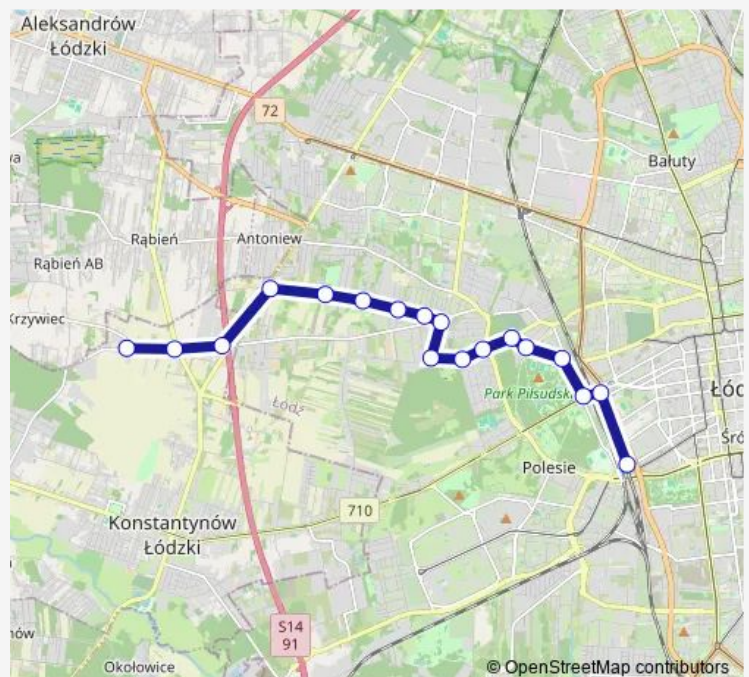 Aleksandrów
Łódzki
72
Bałuty
Rąbień
Antoniew
Rąbień AB
Krzywiec
Łódź
Park Piłsudsk
Polesie
Konstantynów
Łódzki
710
S14
91
Okołowice
© OpenStreetMap contributors